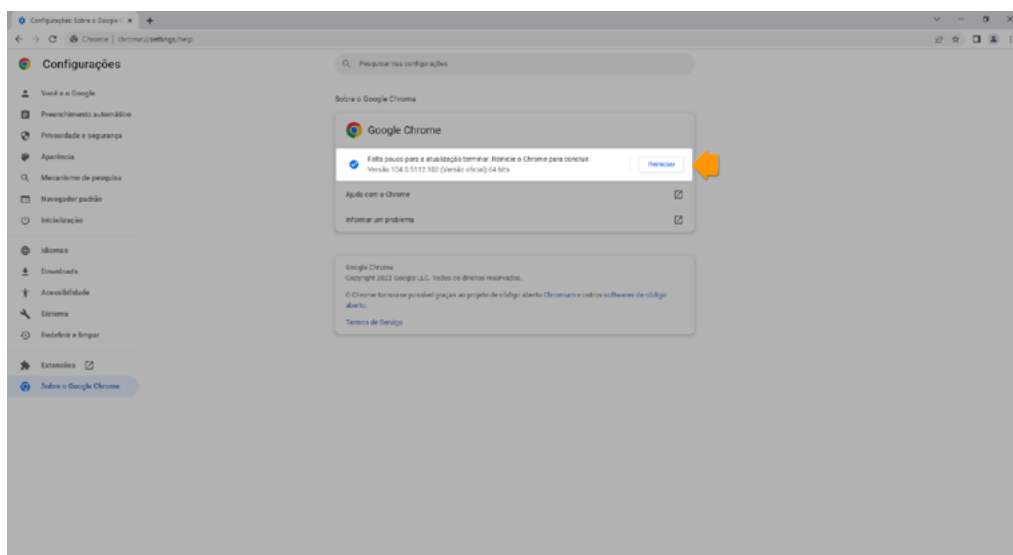 Configurações: Sobre o Google C
Chrome | chrome://settings/help
Configurações
Pesquisar nas configurações
Você e o Google
Preenchimento automático
Privacidade e segurança
Aparência
Mecanismo de pesquisa
Navegador padrão
Inicialização
Idiomas
Downloads
Acessibilidade
Sistema
Redefinir e limpar
Extensões
Sobre o Google Chrome
Sobre o Google Chrome
Google Chrome
Falta pouco para a atualização terminar. Reinicie o Chrome para concluir.
Versão 104.0.5112.102 (Versão oficial) 64 bits
Reiniciar
Ajuda com o Chrome
Informar um problema
Google Chrome
Copyright 2022 Google LLC. Todos os direitos reservados.
O Chrome tornou-se possível graças ao projeto de código aberto Chromium e outros softwares de código
aberto.
Termos de Serviço